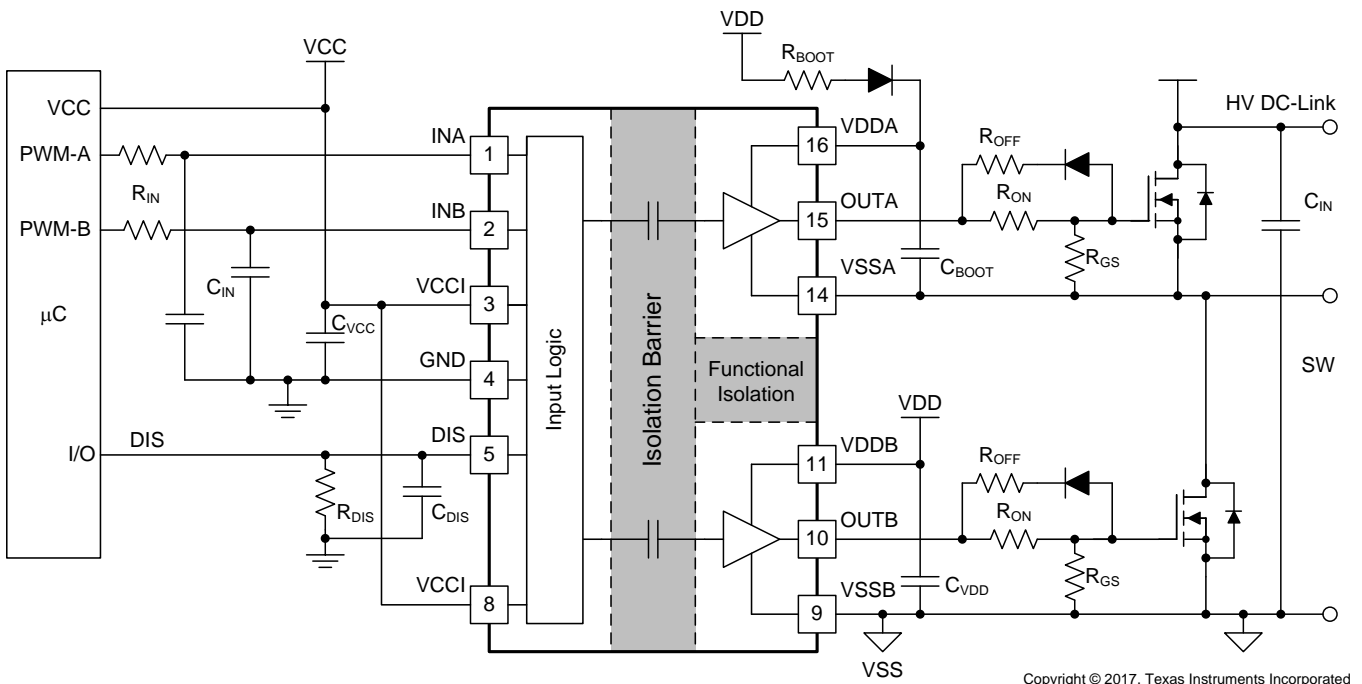 VDD
RBOOT
VCC
VCC
PWM-A
RIN
PWM-B
CIN
μC
CVCC
I/O
DIS
RDIS
CDIS
INA
1
INB
2
VCCI
3
GND
4
DIS
5
VCCI
8
Input Logic
Isolation Barrier
Functional
Isolation
VDDA
16
OUTA
15
VSSA
14
CBOOT
ROFF
RON
RGS
HV DC-Link
CIN
SW
VDD
VDDB
11
OUTB
10
VSSB
9
CVDD
VSS
ROFF
RON
RGS
Copyright © 2017, Texas Instruments Incorporated